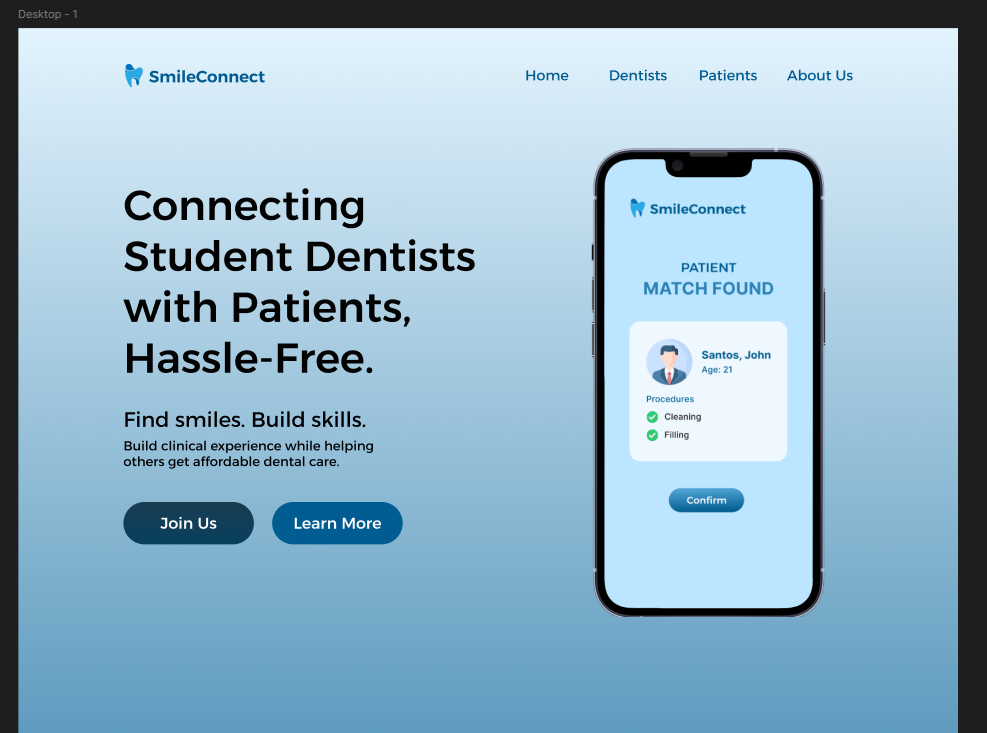 Desktop - 1
SmileConnect
Home
Dentists
Patients
About Us
Connecting
Student Dentists
with Patients,
Hassle-Free.
Find smiles. Build skills.
Build clinical experience while helping
others get affordable dental care.
Join Us
Learn More
SmileConnect
PATIENT
MATCH FOUND
Santos, John
Age: 21
Procedures
Cleaning
Filling
Confirm